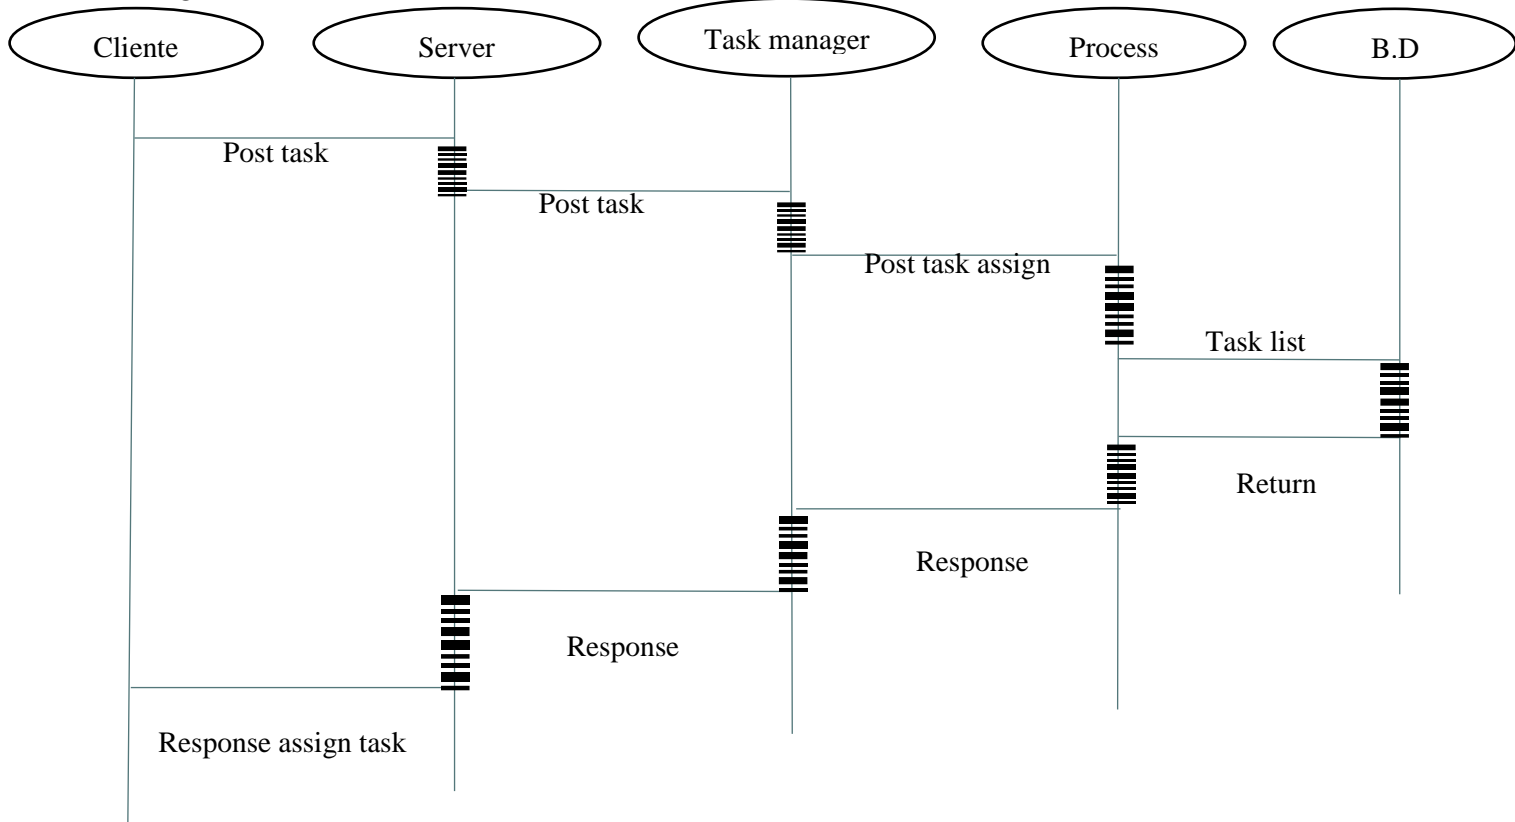 Cliente
Server
Task manager
Process
B.D
Post task
Post task
Post task assign
Task list
Return
Response
Response
Response assign task